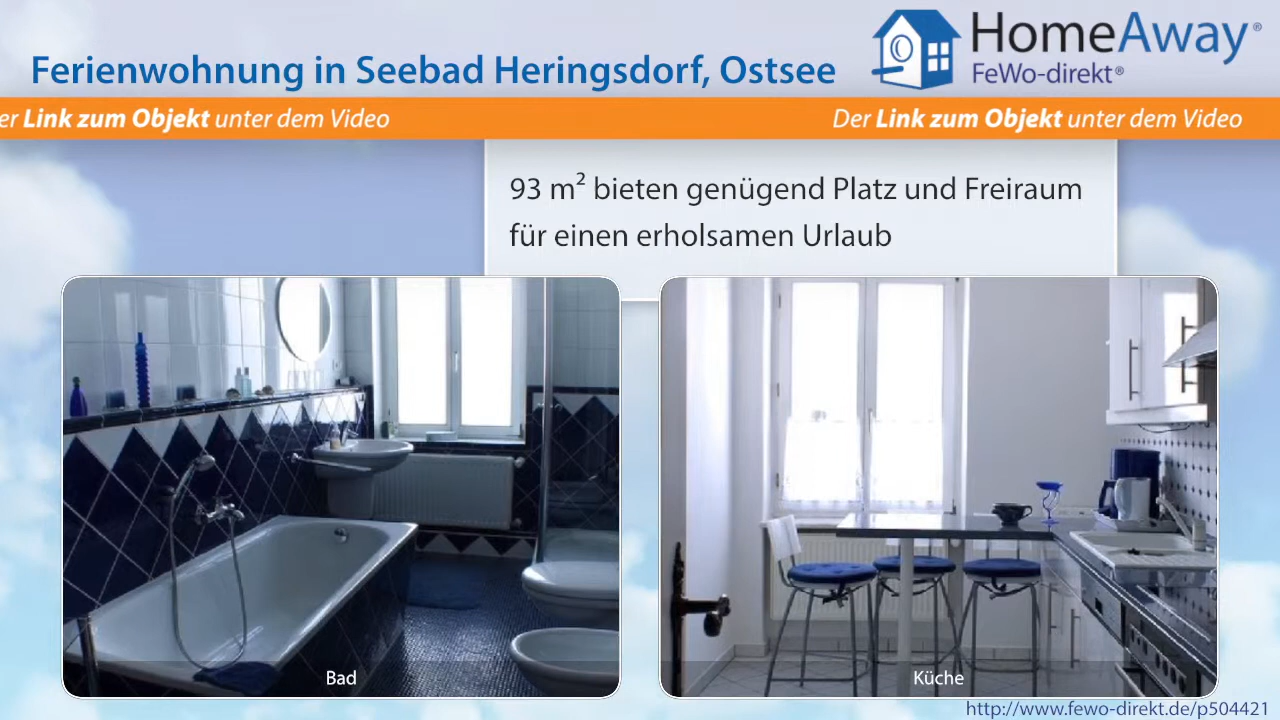 Ferienwohnung in Seebad Heringsdorf, Ostsee
HomeAway®
FeWo-direkt®
er Link zum Objekt unter dem Video
Der Link zum Objekt unter dem Video
93 m² bieten genügend Platz und Freiraum
für einen erholsamen Urlaub
Bad
Küche
http://www.fewo-direkt.de/p504421